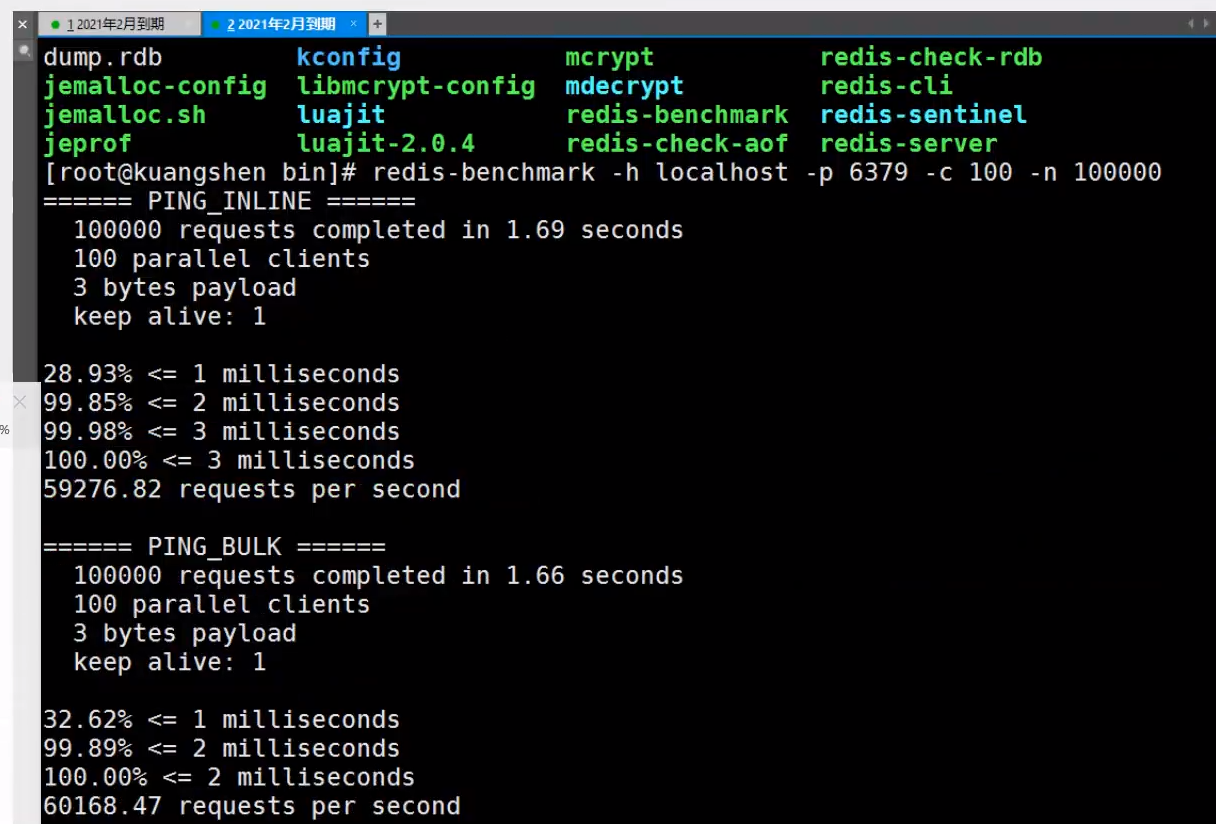 1 2021年2月到期 2 2021年2月到期 × +
dump.rdb kconfig mcrypt redis-check-rdb
jemalloc-config libmcrypt-config mdecrypt redis-cli
jemalloc.sh luajit redis-benchmark redis-sentinel
jeprof luajit-2.0.4 redis-check-aof redis-server
[root@kuangshen bin]# redis-benchmark -h localhost -p 6379 -c 100 -n 100000
====== PING_INLINE ======
100000 requests completed in 1.69 seconds
100 parallel clients
3 bytes payload
keep alive: 1
28.93% <= 1 milliseconds
99.85% <= 2 milliseconds
%
99.98% <= 3 milliseconds
100.00% <= 3 milliseconds
59276.82 requests per second
====== PING_BULK ======
100000 requests completed in 1.66 seconds
100 parallel clients
3 bytes payload
keep alive: 1
32.62% <= 1 milliseconds
99.89% <= 2 milliseconds
100.00% <= 2 milliseconds
60168.47 requests per second